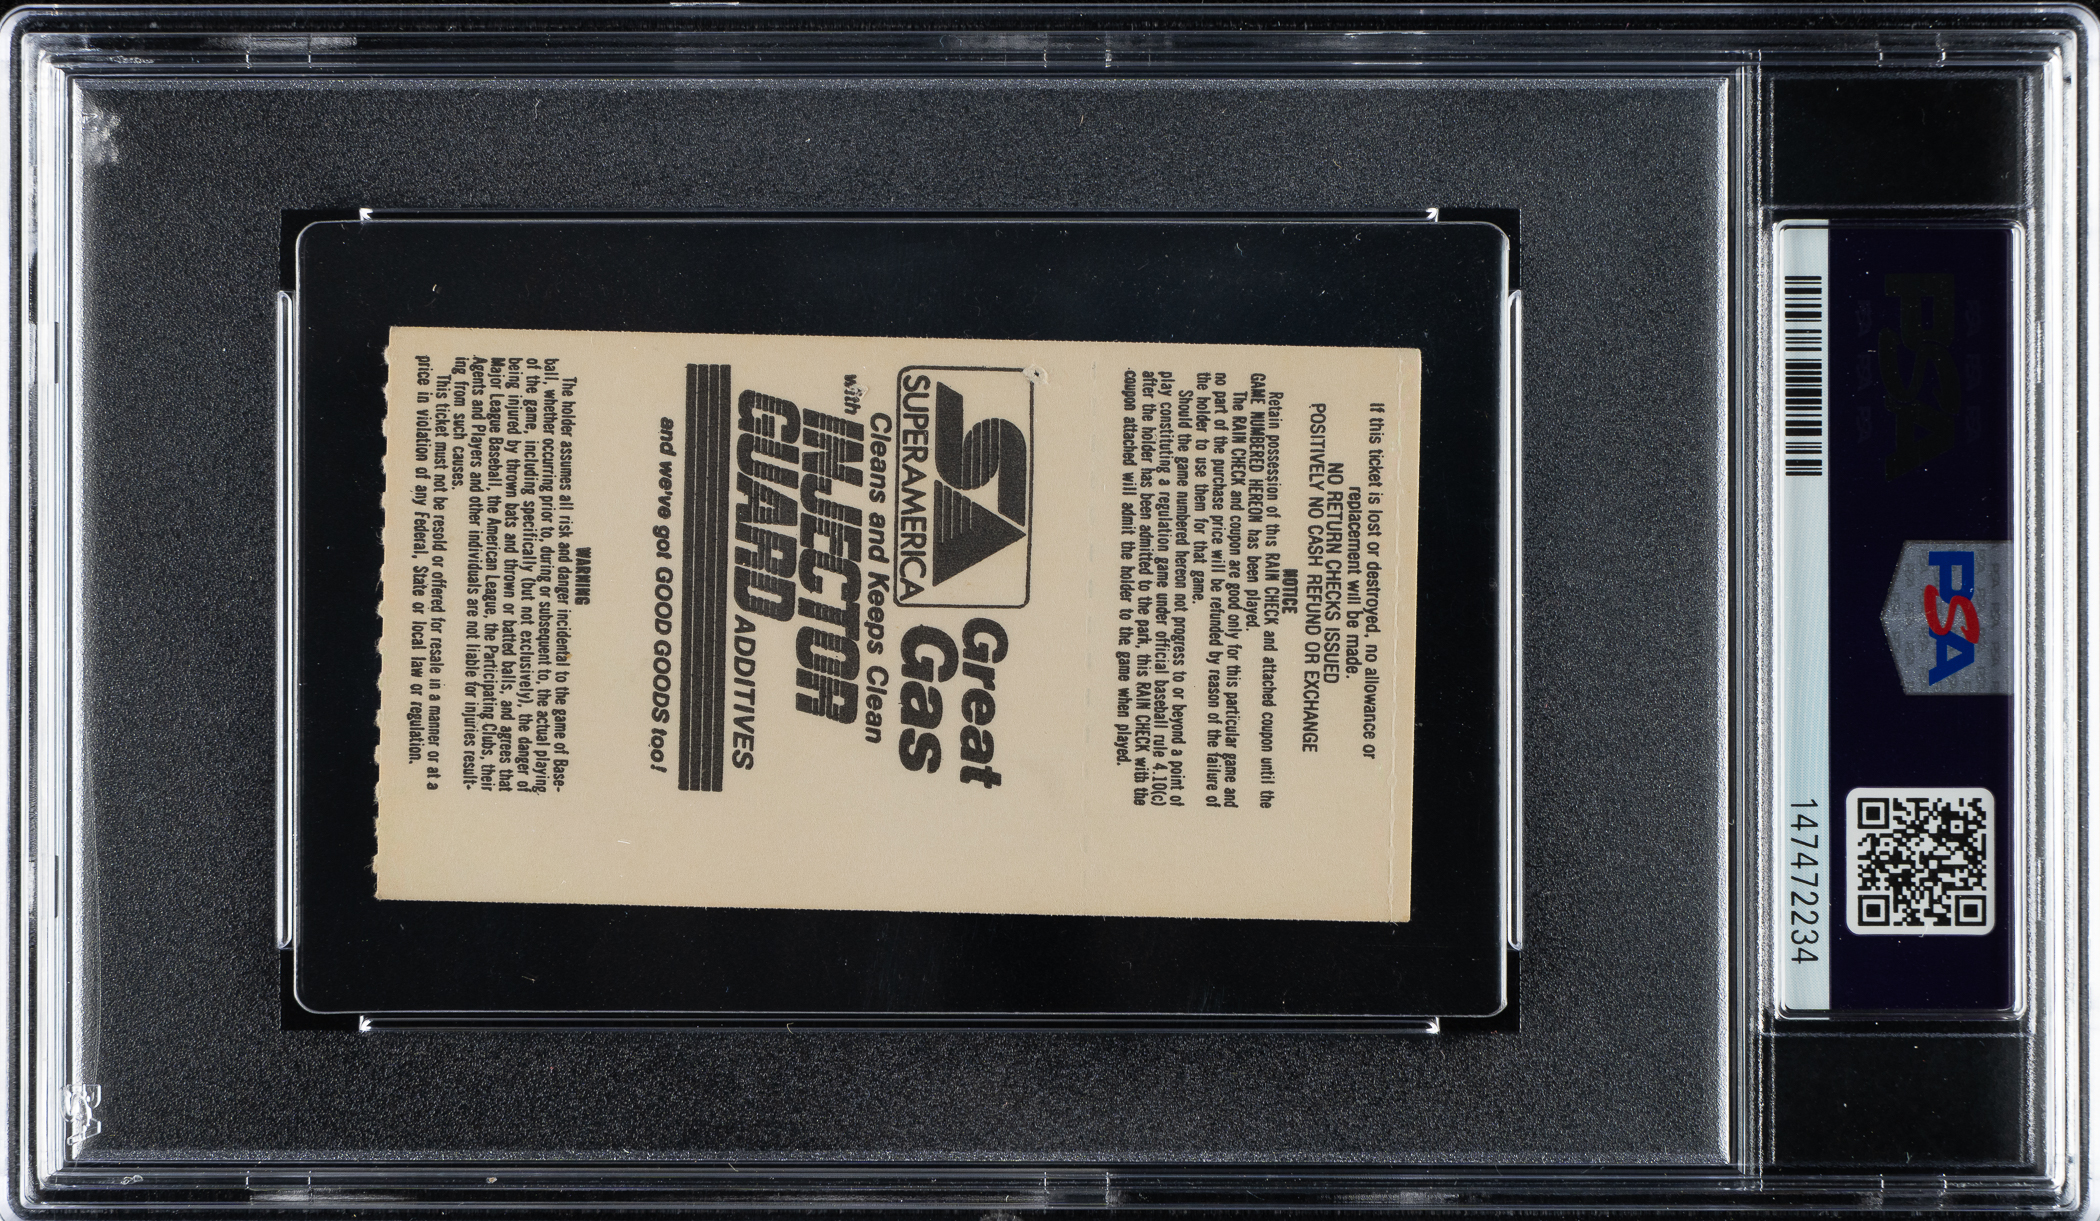 If this ticket is lost or destroyed, no allowance or
replacement will be made.
NO RETURN CHECKS ISSUED
POSITIVELY NO CASH REFUND OR EXCHANGE
NOTICE
Retain possession of this RAIN CHECK and attached coupon until the
GAME NUMBERED HEREON has been played.
The RAIN CHECK and coupon are good only for this particular game and
no part of the purchase price will be refunded by reason of the failure of
the holder to use them for that game.
Should the game numbered hereon not progress to or beyond a point of
play constituting a regulation game under official baseball rule 4.10(c)
after the holder has been admitted to the park, this RAIN CHECK with the
coupon attached will admit the holder to the game when played.
SA
SUPERAMERICA
Great
Gas
Cleans and Keeps Clean
with INJECTOR
GUARD ADDITIVES
and we've got GOOD GOODS too!
WARNING
The holder assumes all risk and danger incidental to the game of Base-
ball, whether occurring prior to, during or subsequent to, the actual playing
of the game, including specifically (but not exclusively), the danger of
being injured by thrown bats and thrown or batted balls, and agrees that
Major League Baseball, the American League, the Participating Clubs, their
Agents and Players and other individuals are not liable for injuries result-
ing from such causes.
This ticket must not be resold or offered for resale in a manner or at a
price in violation of any Federal, State or local law or regulation.
PSA
PSA
147472234